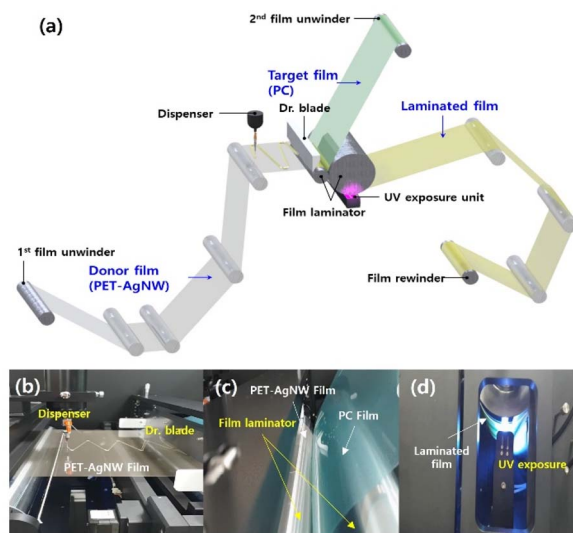 (a)
2nd film unwinder
Target film
(PC)
Dr. blade
Dispenser
Laminated film
Film laminator
UV exposure unit
1st film unwinder
Donor film
(PET-AgNW)
Film rewinder
(b)
Dispenser
Dr. blade
PET-AgNW Film
(c)
PET-AgNW Film
Film laminator
PC Film
(d)
Laminated
film
UV exposure